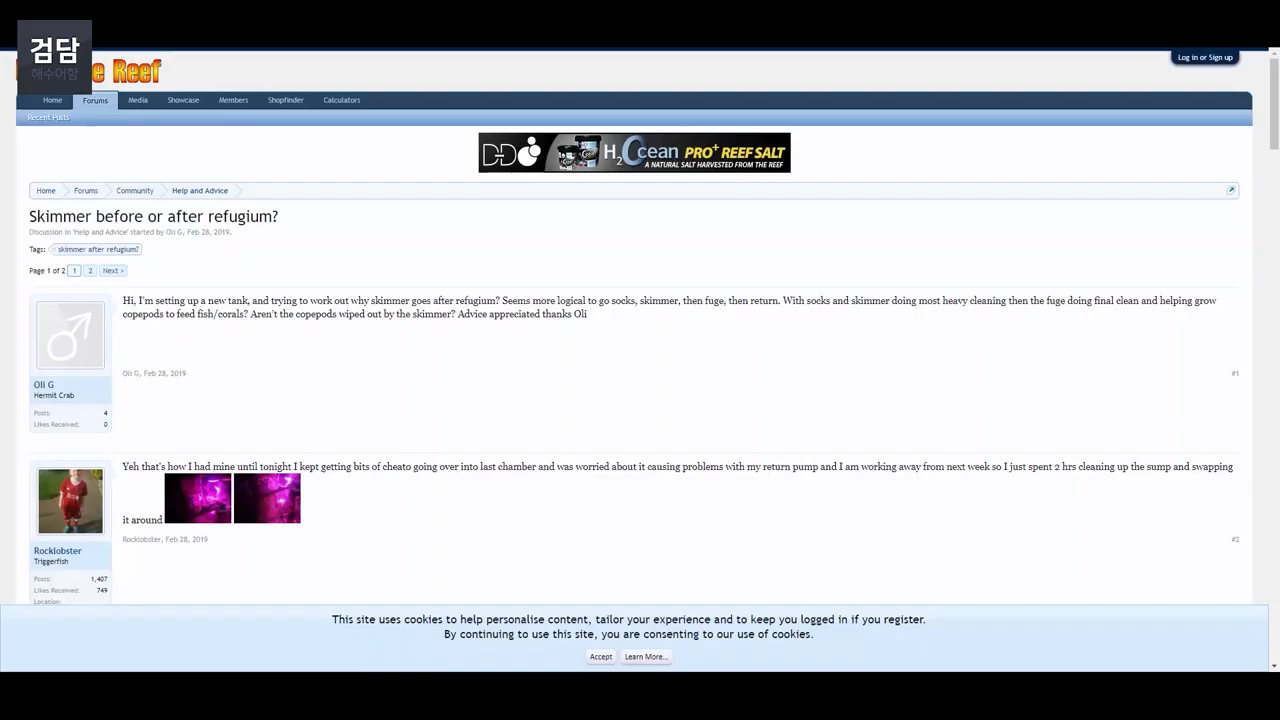 검담
해수어항
e Reef
Log in or Sign up
Home Forums Media Showcase Members Shopfinder Calculators
Recent Posts
D-D H2Ocean PRO+ REEF SALT
A NATURAL SALT HARVESTED FROM THE REEF
Home Forums Community Help and Advice
Skimmer before or after refugium?
Discussion in 'Help and Advice' started by Oli G, Feb 28, 2019.
Tags: skimmer after refugium?
Page 1 of 2 1 2 Next >
Hi, I'm setting up a new tank, and trying to work out why skimmer goes after refugium? Seems more logical to go socks, skimmer, then fuge, then return. With socks and skimmer doing most heavy cleaning then the fuge doing final clean and helping grow
copepods to feed fish/corals? Aren't the copepods wiped out by the skimmer? Advice appreciated thanks Oli
Oli G, Feb 28, 2019 #1
Oli G
Hermit Crab
Posts: 4
Likes Received: 0
Yeh that's how I had mine until tonight I kept getting bits of cheato going over into last chamber and was worried about it causing problems with my return pump and I am working away from next week so I just spent 2 hrs cleaning up the sump and swapping
it around
Rocklobster, Feb 28, 2019 #2
Rocklobster
Triggerfish
Posts: 1,407
Likes Received: 749
Location:
This site uses cookies to help personalise content, tailor your experience and to keep you logged in if you register.
By continuing to use this site, you are consenting to our use of cookies.
Accept Learn More...